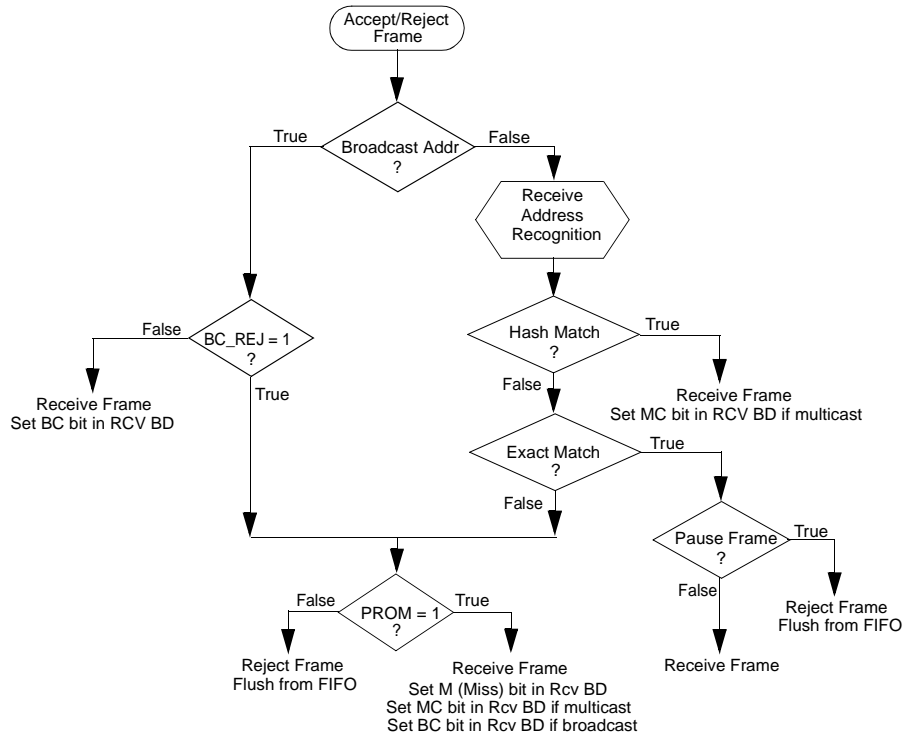 Accept/Reject
Frame
True
False
Broadcast Addr
?
Receive
Address
Recognition
False
BC_REJ = 1
?
True
Hash Match
?
True
False
Receive Frame
Set BC bit in RCV BD
Receive Frame
Set MC bit in RCV BD if multicast
Exact Match
?
True
False
Pause Frame
?
True
False
False
PROM = 1
?
True
Reject Frame
Flush from FIFO
Reject Frame
Flush from FIFO
Receive Frame
Set M (Miss) bit in Rcv BD
Set MC bit in Rcv BD if multicast
Set BC bit in Rcv BD if broadcast
Receive Frame